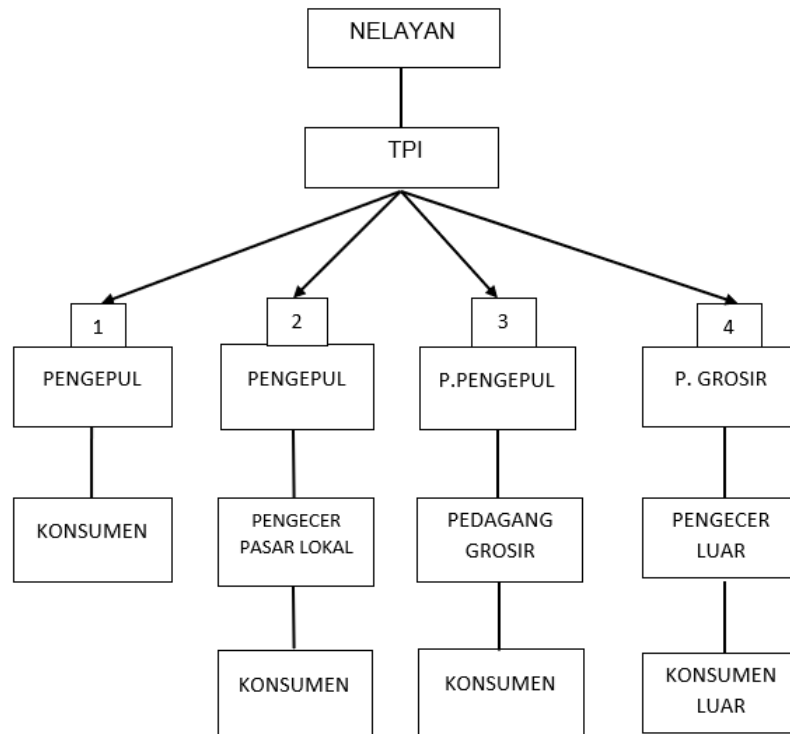 NELAYAN
TPI
1
2
3
4
PENGEPUL
PENGEPUL
P.PENGEPUL
P. GROSIR
KONSUMEN
PENGECER
PASAR LOKAL
PEDAGANG
GROSIR
PENGECER
LUAR
KONSUMEN
KONSUMEN
KONSUMEN
LUAR